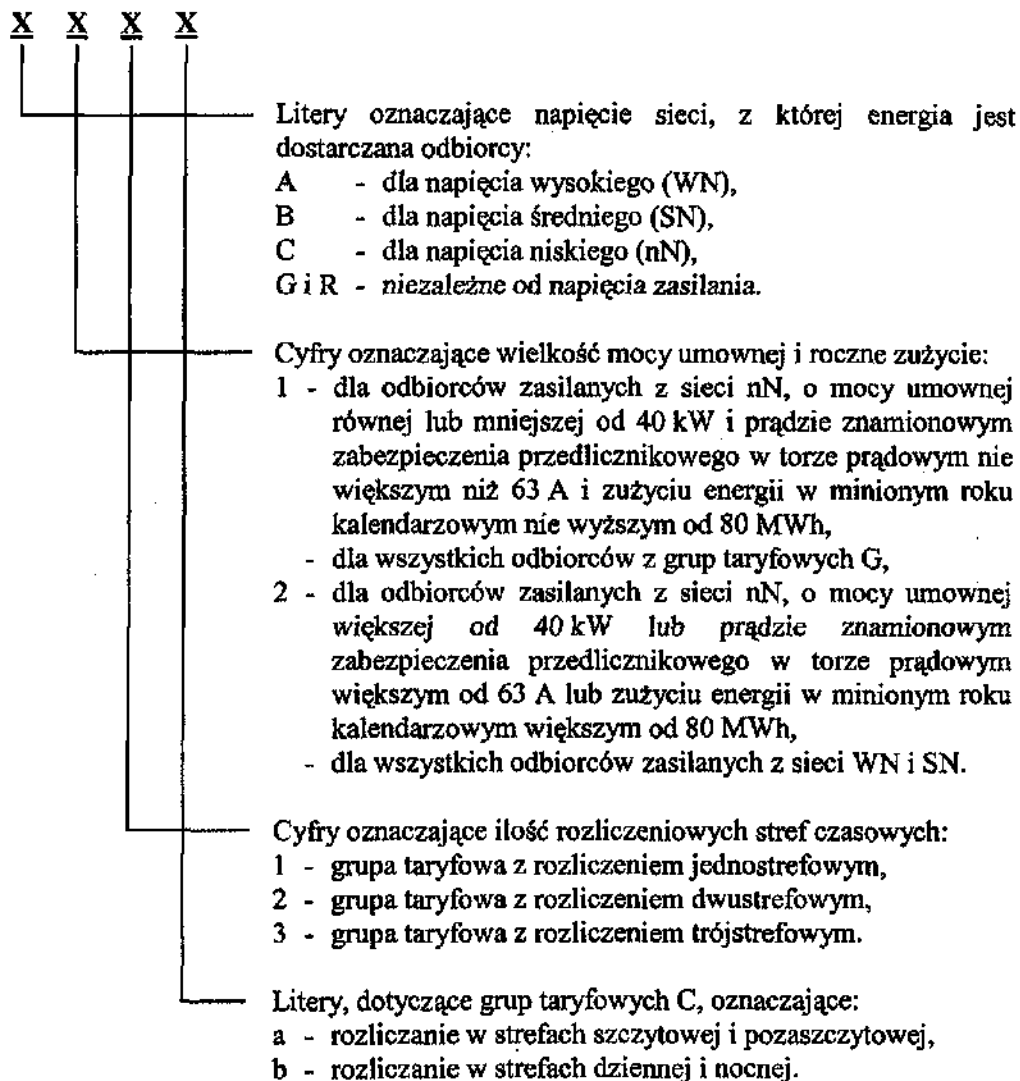 X X X X
Litery oznaczające napięcie sieci, z której energia jest
dostarczana odbiorcy:
A - dla napięcia wysokiego (WN),
B - dla napięcia średniego (SN),
C - dla napięcia niskiego (nN),
G i R - niezależne od napięcia zasilania.
Cyfry oznaczające wielkość mocy umownej i roczne zużycie:
1 - dla odbiorców zasilanych z sieci nN, o mocy umownej
równej lub mniejszej od 40 kW i prądzie znamionowym
zabezpieczenia przedlicznikowego w torze prądowym nie
większym niż 63 A i zużyciu energii w minionym roku
kalendarzowym nie wyższym od 80 MWh,
- dla wszystkich odbiorców z grup taryfowych G,
2 - dla odbiorców zasilanych z sieci nN, o mocy umownej
większej od 40 kW lub prądzie znamionowym
zabezpieczenia przedlicznikowego w torze prądowym
większym od 63 A lub zużyciu energii w minionym roku
kalendarzowym większym od 80 MWh,
- dla wszystkich odbiorców zasilanych z sieci WN i SN.
Cyfry oznaczające ilość rozliczeniowych stref czasowych:
1 - grupa taryfowa z rozliczeniem jednostrefowym,
2 - grupa taryfowa z rozliczeniem dwustrefowym,
3 - grupa taryfowa z rozliczeniem trójstrefowym.
Litery, dotyczące grup taryfowych C, oznaczające:
a - rozliczanie w strefach szczytowej i pozaszczytowej,
b - rozliczanie w strefach dziennej i nocnej.